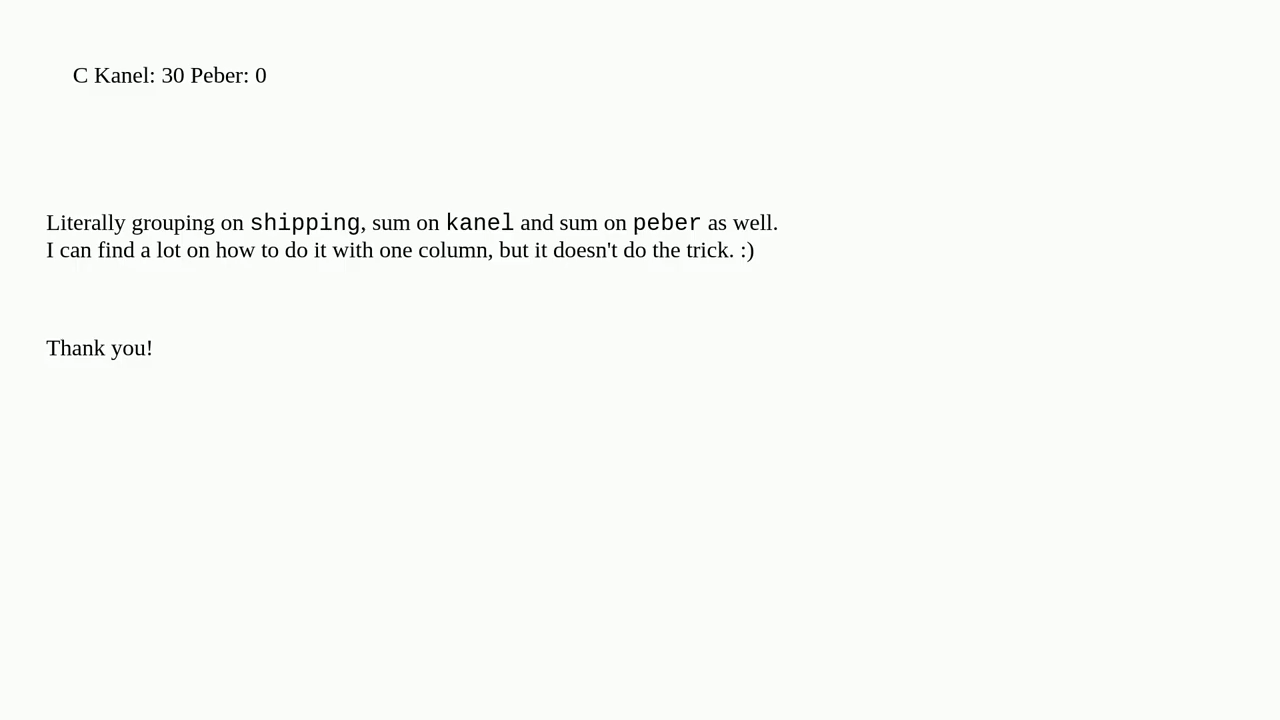 C Kanel: 30 Peber: 0
Literally grouping on shipping, sum on kanel and sum on peber as well.
I can find a lot on how to do it with one column, but it doesn't do the trick. :)
Thank you!